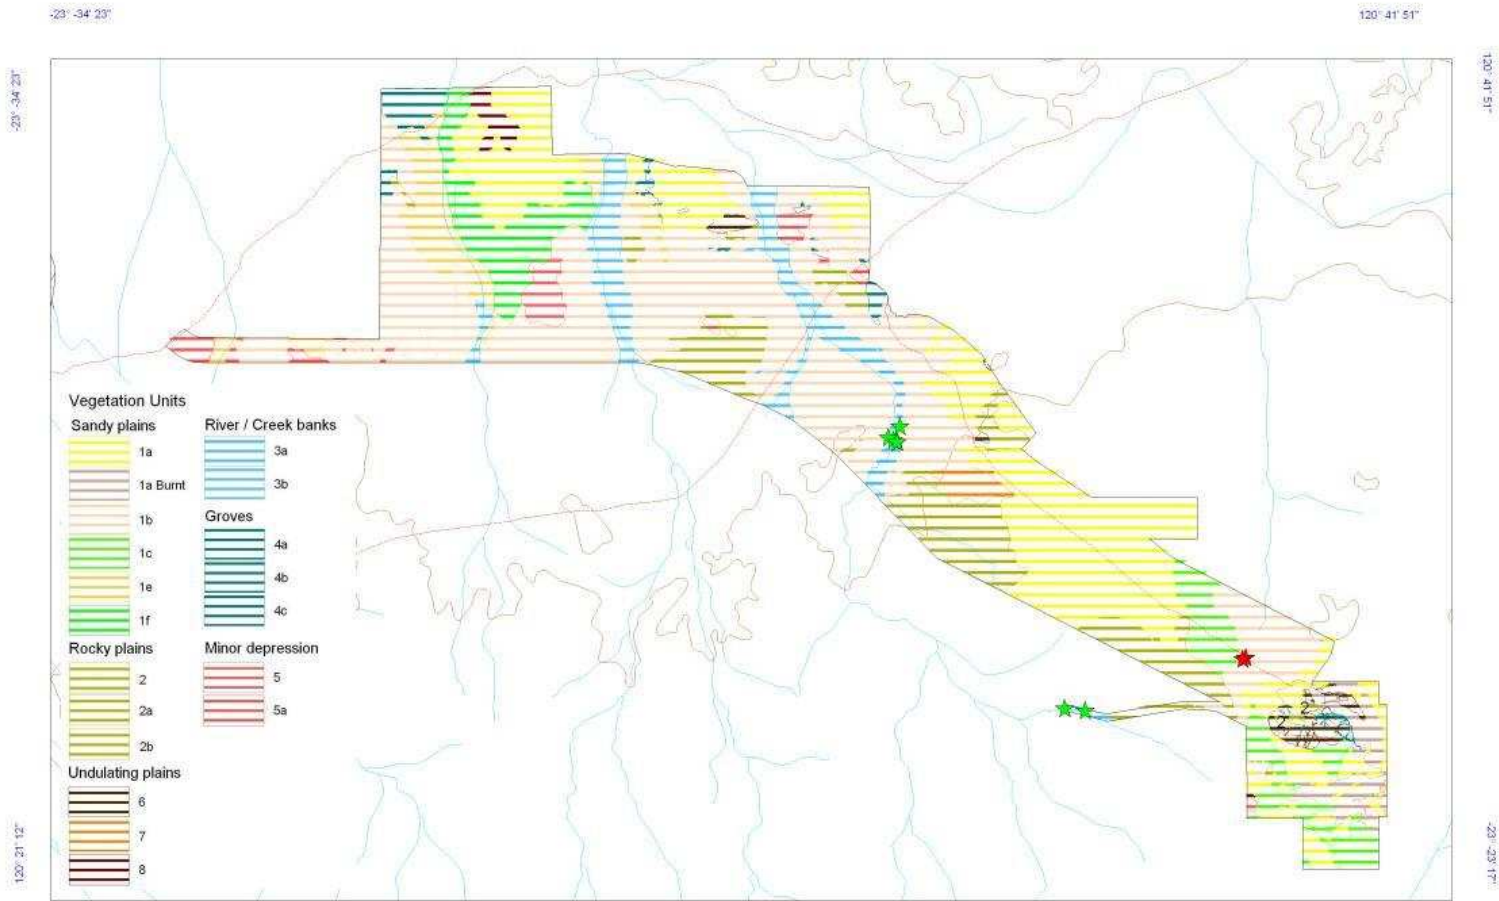 -23° -34' 23"
120° 41' 51"
-23° -34' 23"
120° 41' 51"
Vegetation Units
Sandy plains
1a
1a Burnt
1b
1c
1e
1f
Rocky plains
2
2a
2b
Undulating plains
6
7
8
River / Creek banks
3a
3b
Groves
4a
4b
4c
Minor depression
5
5a
2
2
120° 21' 12"
-23° -23' 17"